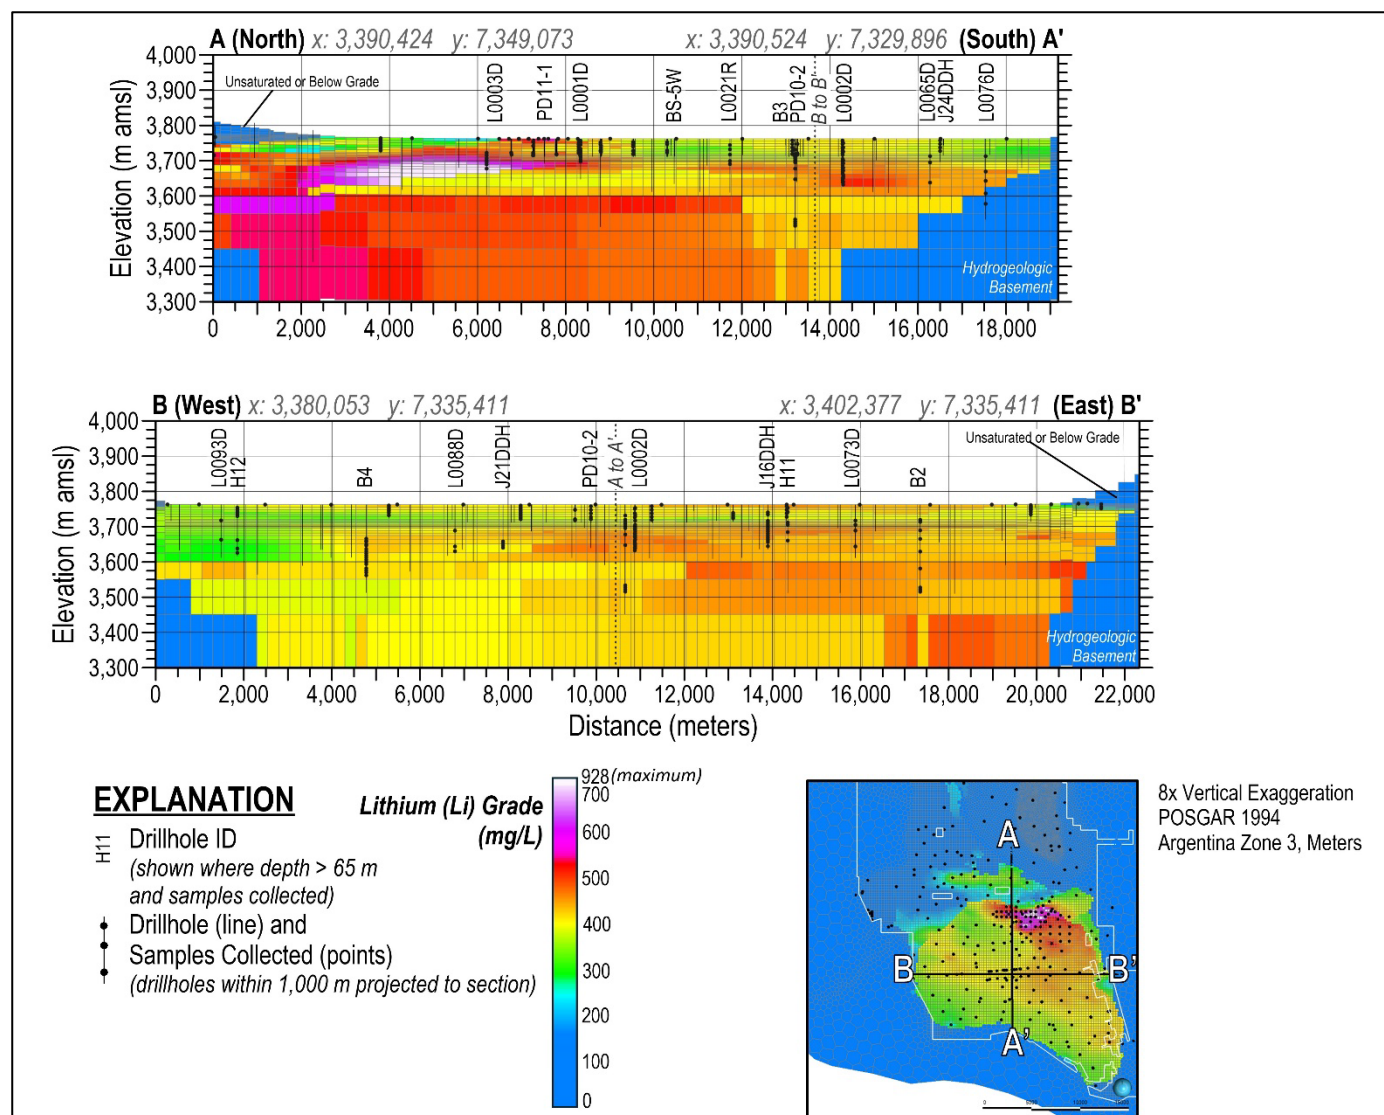 A (North) x: 3,390,424 y: 7,349,073 x: 3,390,524 y: 7,329,896 (South) A'
Elevation (m amsl)
4,000
3,900
3,800
3,700
3,600
3,500
3,400
3,300
Unsaturated or Below Grade
L0003D
PD11-1
L0001D
BS-5W
L0021R
B3
PD10-2
B to B'
L0002D
L0065D
J24DDH
L0076D
Hydrogeologic
Basement
0 2,000 4,000 6,000 8,000 10,000 12,000 14,000 16,000 18,000
B (West) x: 3,380,053 y: 7,335,411 x: 3,402,377 y: 7,335,411 (East) B'
Elevation (m amsl)
4,000
3,900
3,800
3,700
3,600
3,500
3,400
3,300
L0093D
H12
B4
L0088D
J21DDH
PD10-2
A to A'
L0002D
J16DDH
H11
L0073D
B2
Unsaturated or Below Grade
Hydrogeologic
Basement
0 2,000 4,000 6,000 8,000 10,000 12,000 14,000 16,000 18,000 20,000 22,000
Distance (meters)
EXPLANATION
H11
Drillhole ID
(shown where depth > 65 m
and samples collected)
Drillhole (line) and
Samples Collected (points)
(drillholes within 1,000 m projected to section)
Lithium (Li) Grade
(mg/L)
928 (maximum)
700
600
500
400
300
200
100
0
A
B
B'
A'
8x Vertical Exaggeration
POSGAR 1994
Argentina Zone 3, Meters